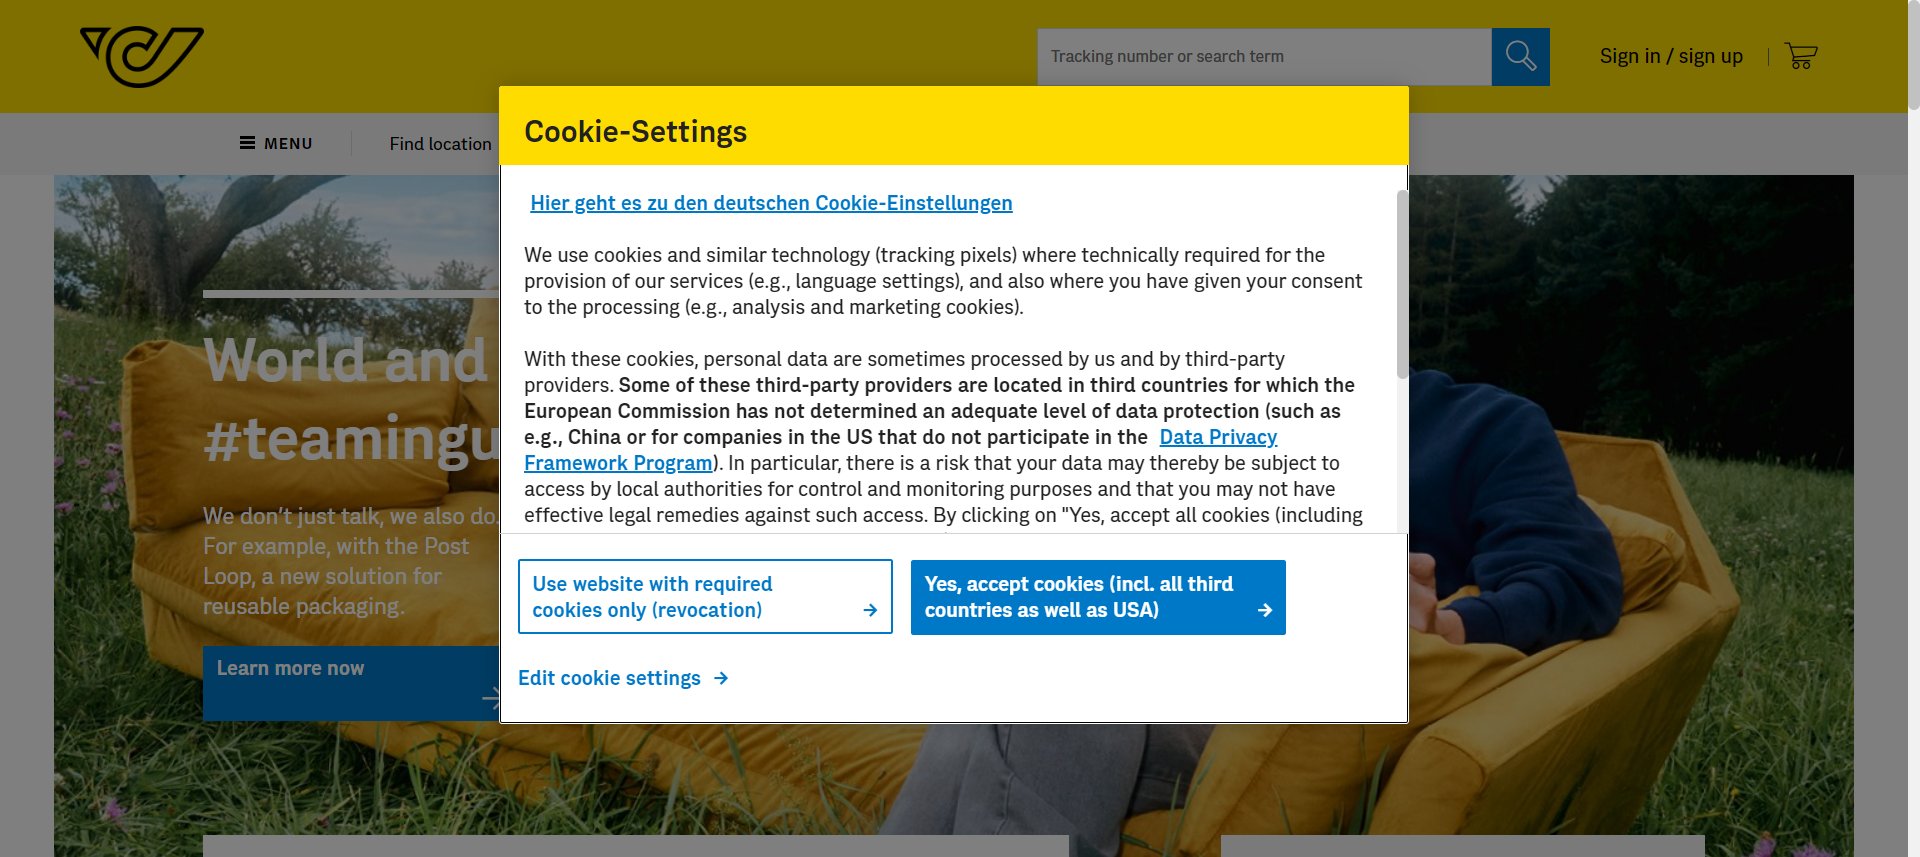 Tracking number or search term
Sign in / sign up
MENU
Find location
Cookie-Settings
Hier geht es zu den deutschen Cookie-Einstellungen
We use cookies and similar technology (tracking pixels) where technically required for the
provision of our services (e.g., language settings), and also where you have given your consent
to the processing (e.g., analysis and marketing cookies).
With these cookies, personal data are sometimes processed by us and by third-party
providers. Some of these third-party providers are located in third countries for which the
European Commission has not determined an adequate level of data protection (such as
e.g., China or for companies in the US that do not participate in the Data Privacy
Framework Program). In particular, there is a risk that your data may thereby be subject to
access by local authorities for control and monitoring purposes and that you may not have
effective legal remedies against such access. By clicking on "Yes, accept all cookies (including
Use website with required
cookies only (revocation)
Yes, accept cookies (incl. all third
countries as well as USA)
Edit cookie settings
World and
#teamingu
We don't just talk, we also do.
For example, with the Post
Loop, a new solution for
reusable packaging.
Learn more now